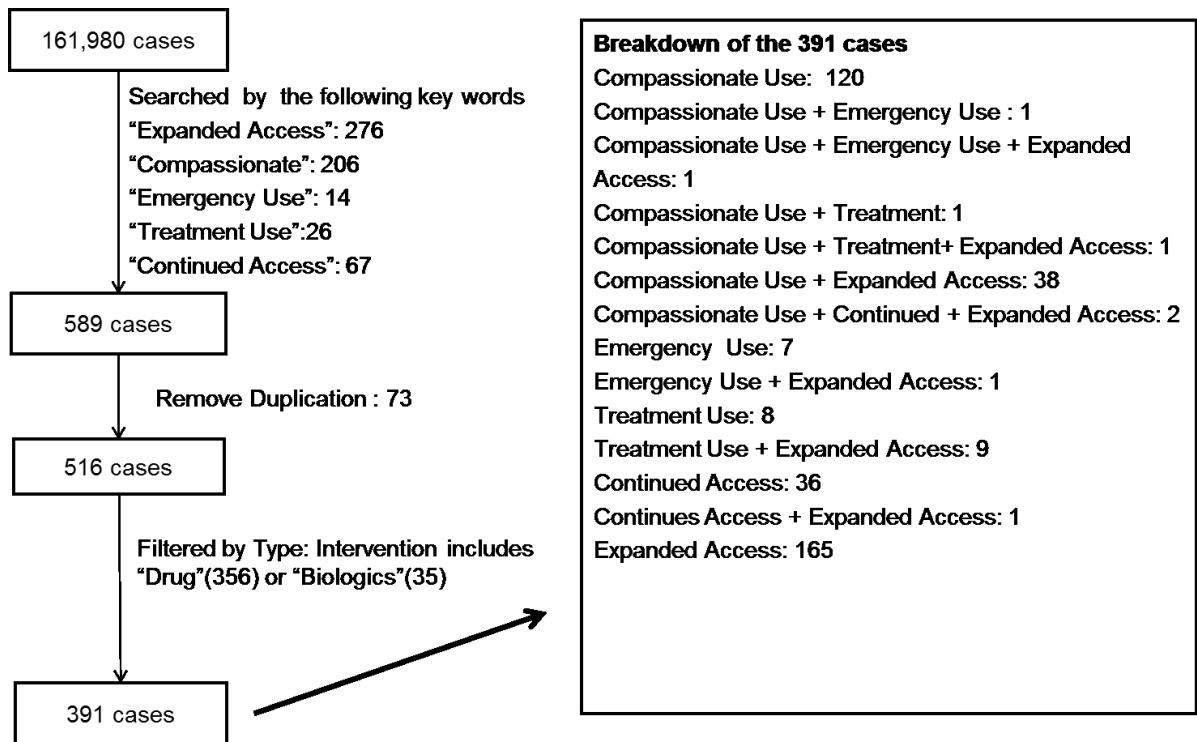 161,980 cases
Searched by the following key words
“Expanded Access”: 276
“Compassionate”: 206
“Emergency Use”: 14
“Treatment Use”:26
“Continued Access”: 67
589 cases
Remove Duplication : 73
516 cases
Filtered by Type: Intervention includes
“Drug”(356) or “Biologics”(35)
391 cases
Breakdown of the 391 cases
Compassionate Use: 120
Compassionate Use + Emergency Use : 1
Compassionate Use + Emergency Use + Expanded
Access: 1
Compassionate Use + Treatment: 1
Compassionate Use + Treatment+ Expanded Access: 1
Compassionate Use + Expanded Access: 38
Compassionate Use + Continued + Expanded Access: 2
Emergency Use: 7
Emergency Use + Expanded Access: 1
Treatment Use: 8
Treatment Use + Expanded Access: 9
Continued Access: 36
Continues Access + Expanded Access: 1
Expanded Access: 165